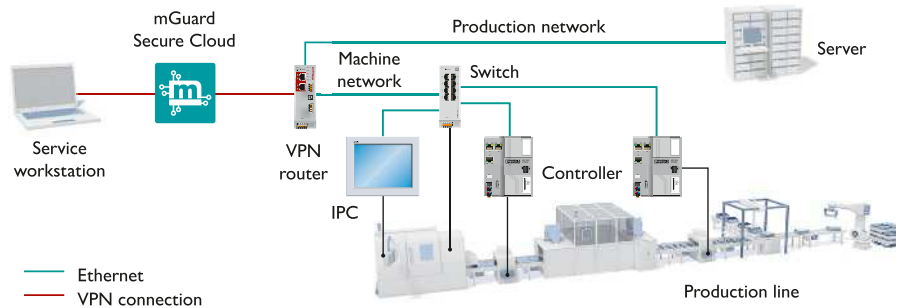 mGuard
Secure Cloud
Production network
Server
Machine
network
Switch
m
Service
workstation
VPN
router
Controller
IPC
Ethernet
VPN connection
Production line